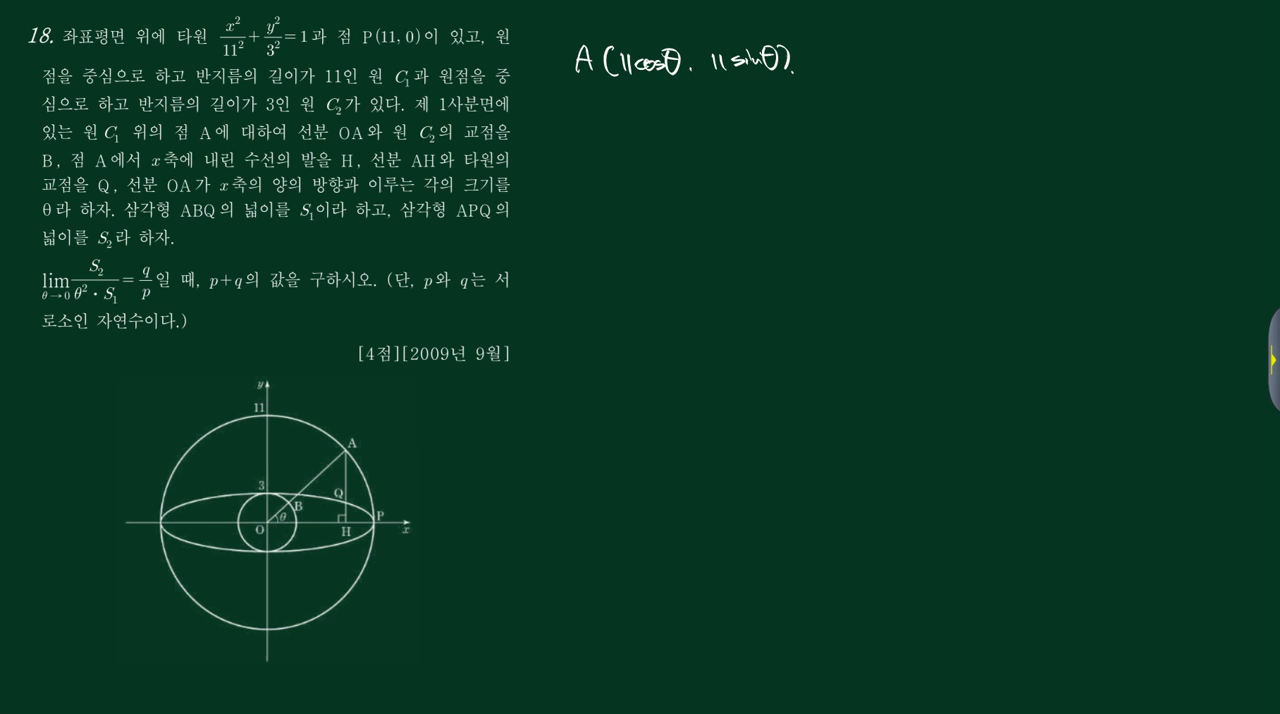 18. 좌표평면 위에 타원 x²/11² + y²/3² = 1과 점 P(11, 0)이 있고, 원
점을 중심으로 하고 반지름의 길이가 11인 원 C₁과 원점을 중
심으로 하고 반지름의 길이가 3인 원 C₂가 있다. 제 1사분면에
있는 원 C₁ 위의 점 A에 대하여 선분 OA와 원 C₂의 교점을
B, 점 A에서 x축에 내린 수선의 발을 H, 선분 AH와 타원의
교점을 Q, 선분 OA가 x축의 양의 방향과 이루는 각의 크기를
θ라 하자. 삼각형 ABQ의 넓이를 S₁이라 하고, 삼각형 APQ의
넓이를 S₂라 하자.
lim θ→0 S₂/(θ²·S₁) = q/p 일 때, p+q의 값을 구하시오. (단, p와 q는 서
로소인 자연수이다.)
[4점][2009년 9월]
A (11cosθ. 11sinθ).
y
11
A
3
Q
B
θ
P
O
H
x